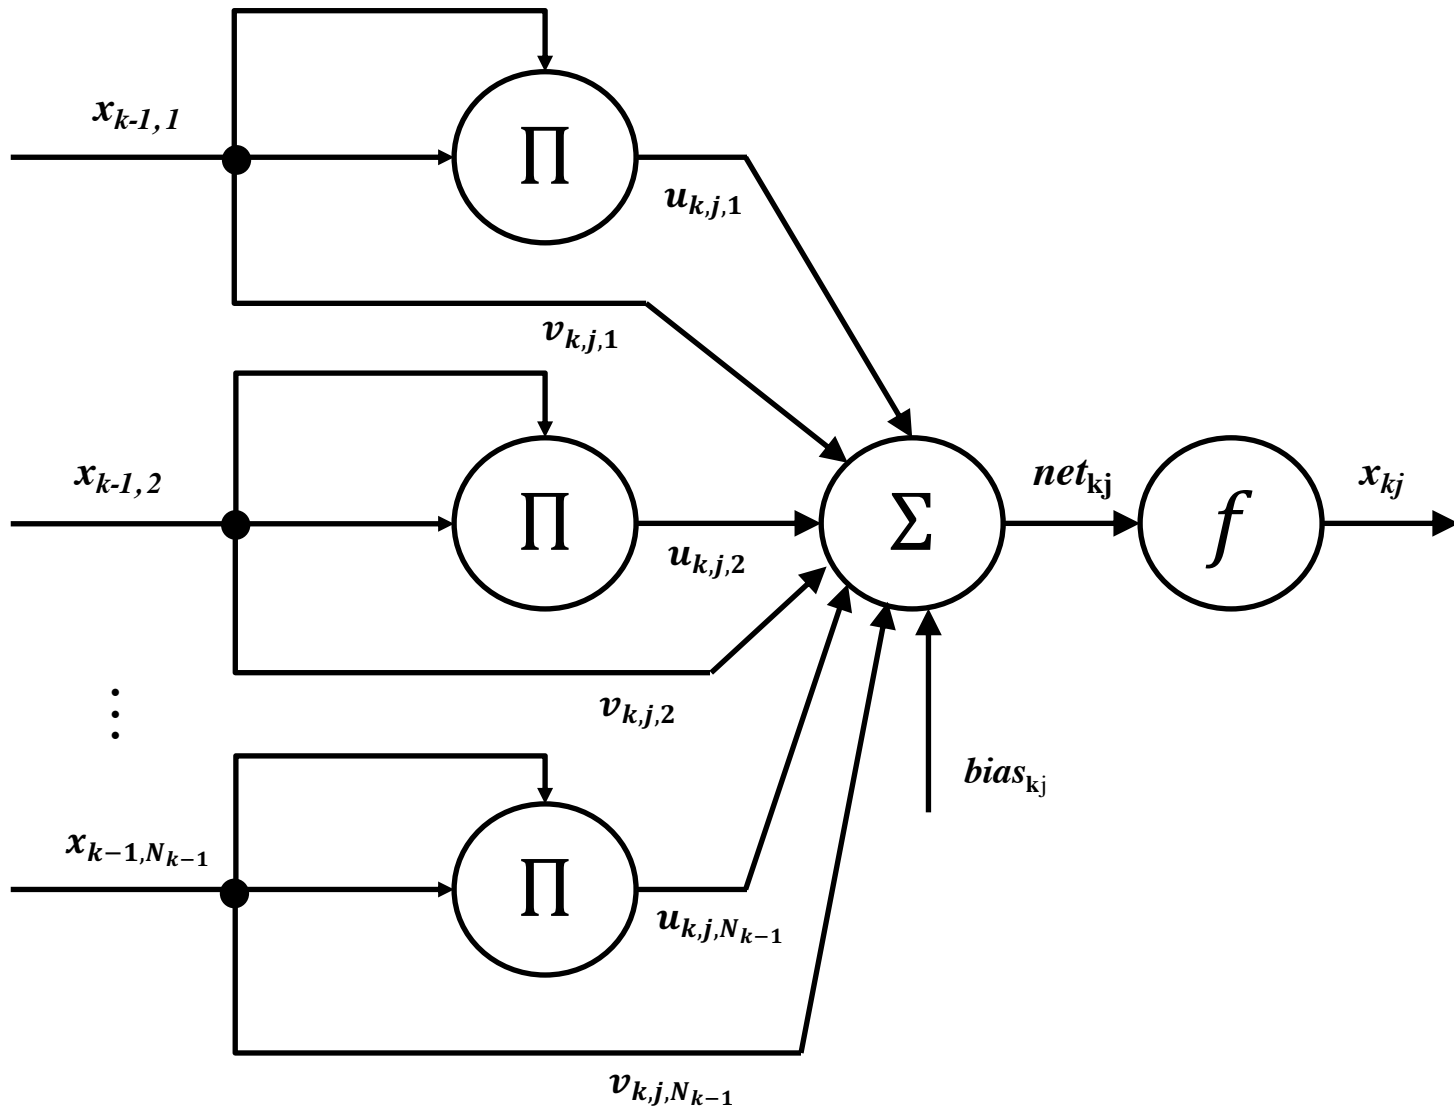 x_{k-1,1}
∏
u_{k,j,1}
v_{k,j,1}
x_{k-1,2}
∏
u_{k,j,2}
v_{k,j,2}
⋮
x_{k−1,N_{k−1}}
∏
u_{k,j,N_{k−1}}
v_{k,j,N_{k−1}}
Σ
bias_{kj}
net_{kj}
f
x_{kj}